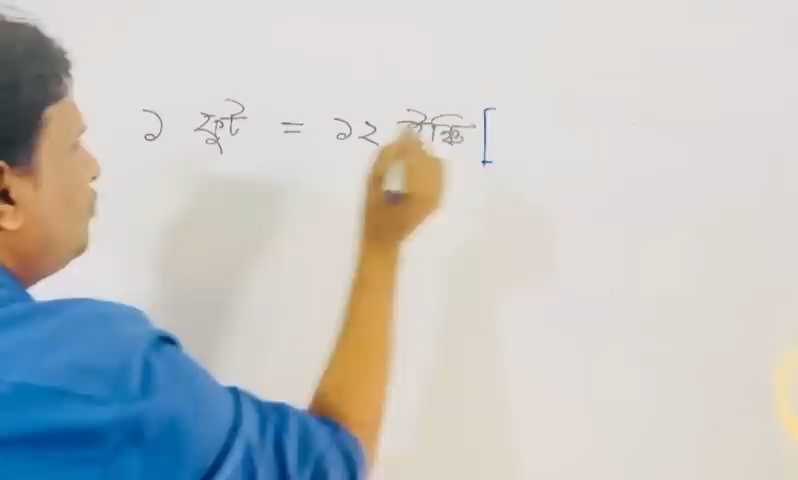 ১ ফুট = ১২ ইঞ্চি [